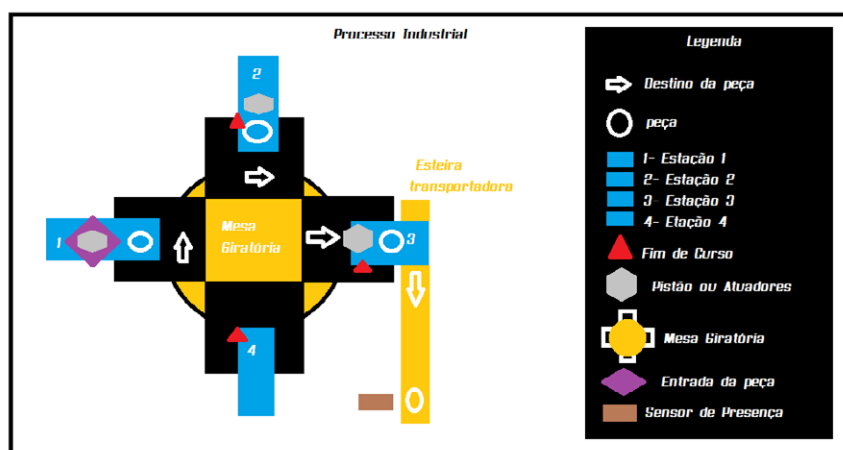 Processo Industrial
2
Esteira
transportadora
1
Mesa
Giratória
3
4
Legenda
Destino da peça
peça
1- Estação 1
2- Estação 2
3- Estação 3
4- Etação 4
Fim de Curso
Pistão ou Atuadores
Mesa Giratória
Entrada da peça
Sensor de Presença